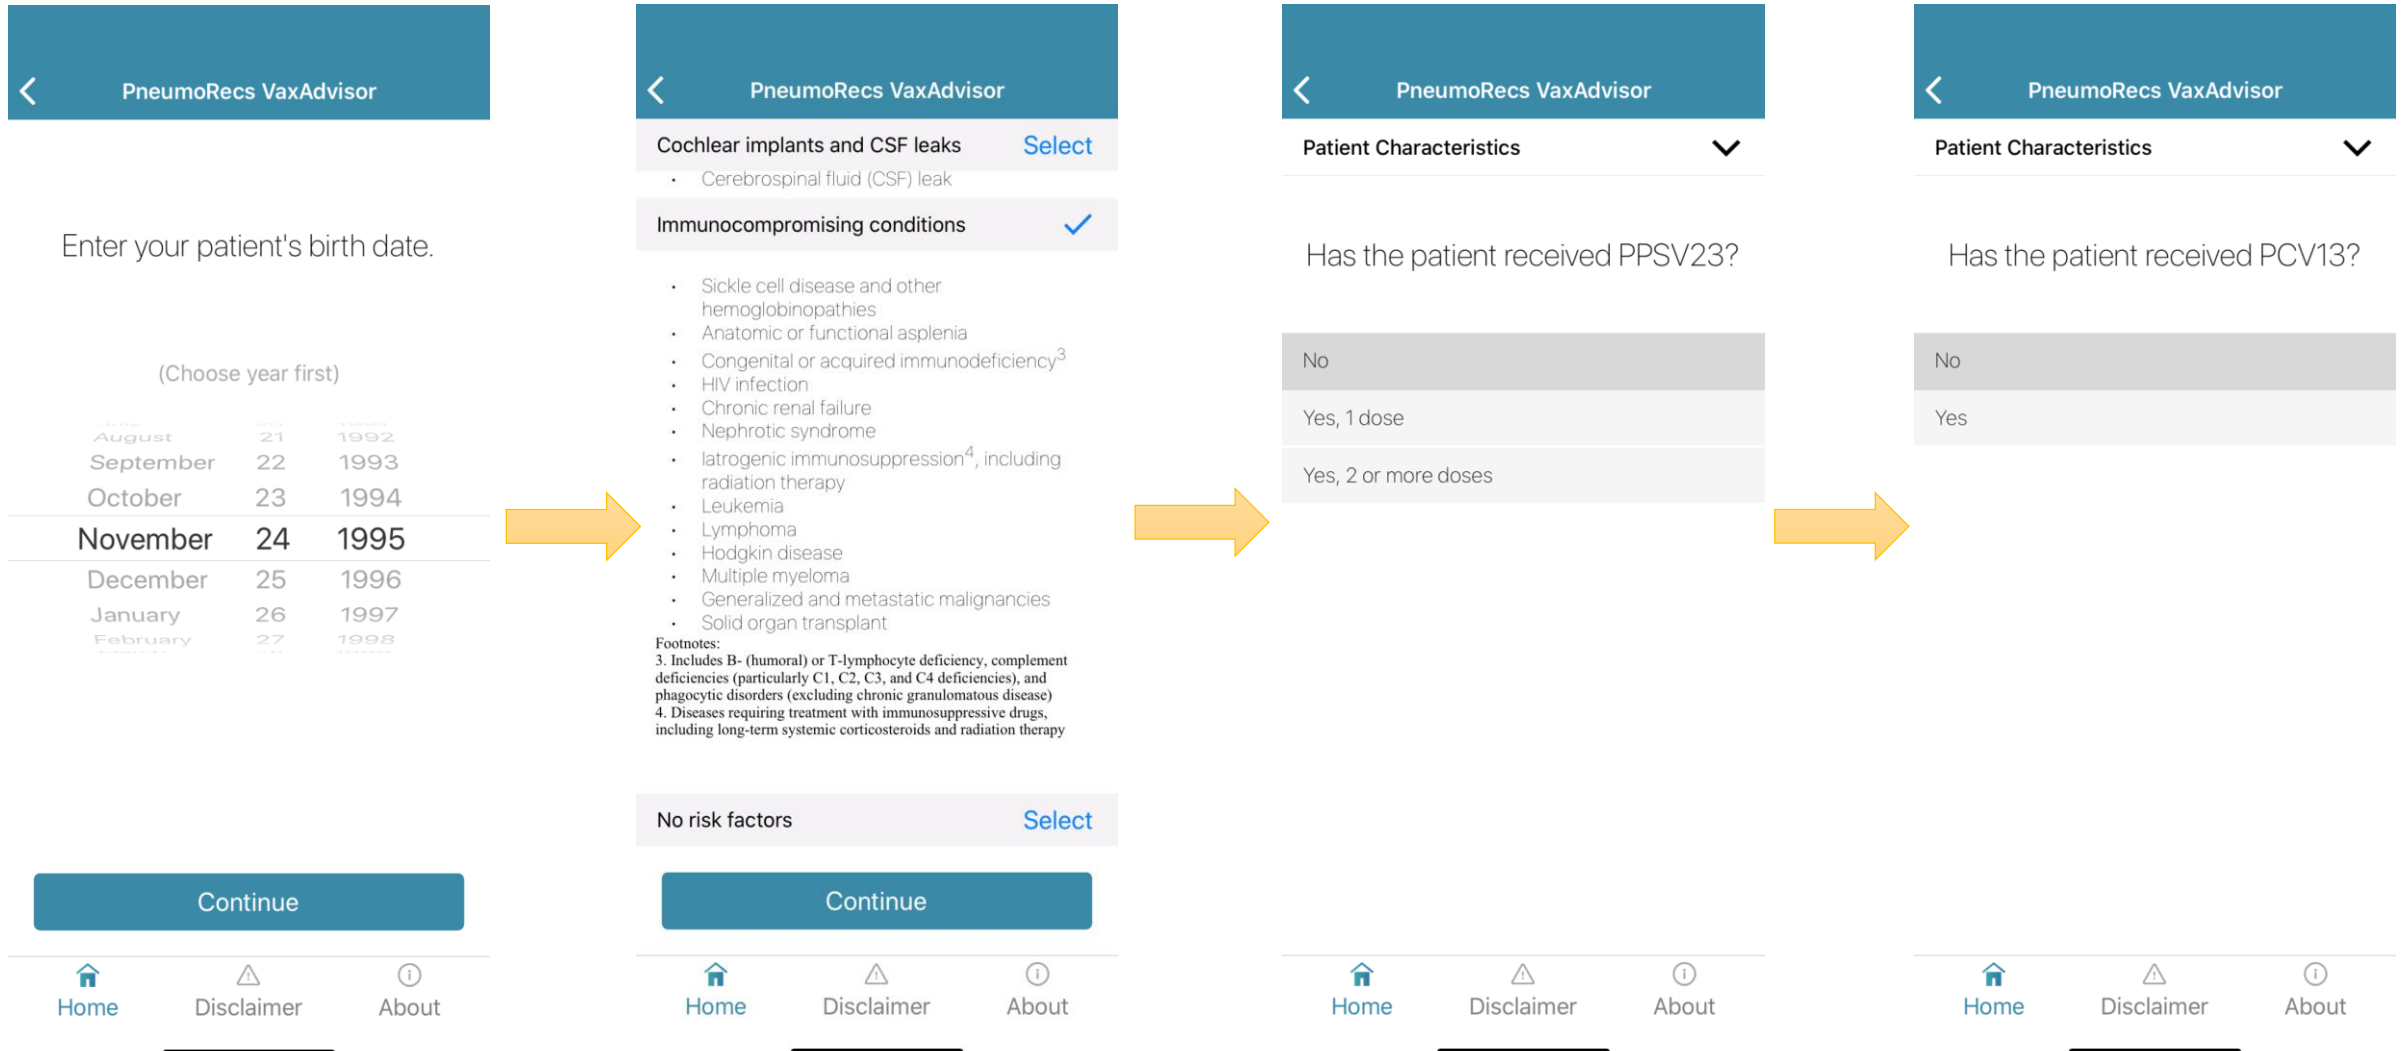 PneumoRecs VaxAdvisor
Enter your patient's birth date.
(Choose year first)
August 21 1992
September 22 1993
October 23 1994
November 24 1995
December 25 1996
January 26 1997
February 27 1998
Continue
Home Disclaimer About
PneumoRecs VaxAdvisor
Cochlear implants and CSF leaks Select
• Cerebrospinal fluid (CSF) leak
Immunocompromising conditions
• Sickle cell disease and other
hemoglobinopathies
• Anatomic or functional asplenia
• Congenital or acquired immunodeficiency3
• HIV infection
• Chronic renal failure
• Nephrotic syndrome
• Iatrogenic immunosuppression4, including
radiation therapy
• Leukemia
• Lymphoma
• Hodgkin disease
• Multiple myeloma
• Generalized and metastatic malignancies
• Solid organ transplant
Footnotes:
3. Includes B- (humoral) or T-lymphocyte deficiency, complement
deficiencies (particularly C1, C2, C3, and C4 deficiencies), and
phagocytic disorders (excluding chronic granulomatous disease)
4. Diseases requiring treatment with immunosuppressive drugs,
including long-term systemic corticosteroids and radiation therapy
No risk factors Select
Continue
Home Disclaimer About
PneumoRecs VaxAdvisor
Patient Characteristics
Has the patient received PPSV23?
No
Yes, 1 dose
Yes, 2 or more doses
Home Disclaimer About
PneumoRecs VaxAdvisor
Patient Characteristics
Has the patient received PCV13?
No
Yes
Home Disclaimer About